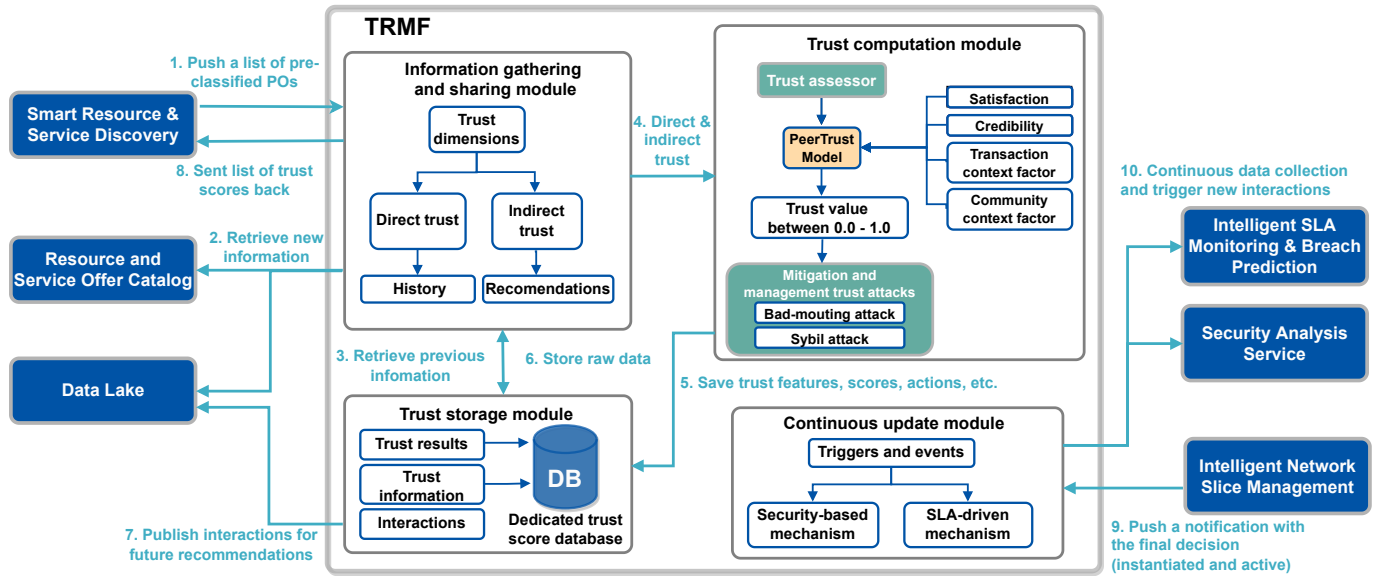 TRMF
1. Push a list of pre-
classified POs
Smart Resource &
Service Discovery
8. Sent list of trust
scores back
2. Retrieve new
information
Resource and
Service Offer Catalog
Data Lake
7. Publish interactions for
future recommendations
Information gathering
and sharing module
Trust
dimensions
Direct trust
Indirect
trust
History
Recomendations
3. Retrieve previous
infomation
6. Store raw data
Trust storage module
Trust results
Trust
information
Interactions
DB
Dedicated trust
score database
4. Direct &
indirect
trust
Trust computation module
Trust assessor
PeerTrust
Model
Satisfaction
Credibility
Transaction
context factor
Community
context factor
Trust value
between 0.0 - 1.0
Mitigation and
management trust attacks
Bad-mouting attack
Sybil attack
5. Save trust features, scores, actions, etc.
Continuous update module
Triggers and events
Security-based
mechanism
SLA-driven
mechanism
10. Continuous data collection
and trigger new interactions
Intelligent SLA
Monitoring & Breach
Prediction
Security Analysis
Service
Intelligent Network
Slice Management
9. Push a notification with
the final decision
(instantiated and active)